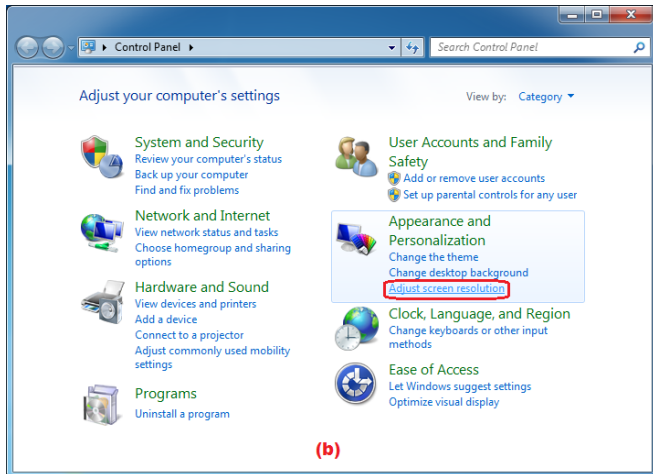 Control Panel
Search Control Panel
Adjust your computer's settings
View by: Category
System and Security
Review your computer's status
Back up your computer
Find and fix problems
Network and Internet
View network status and tasks
Choose homegroup and sharing
options
Hardware and Sound
View devices and printers
Add a device
Connect to a projector
Adjust commonly used mobility
settings
Programs
Uninstall a program
User Accounts and Family
Safety
Add or remove user accounts
Set up parental controls for any user
Appearance and
Personalization
Change the theme
Change desktop background
Adjust screen resolution
Clock, Language, and Region
Change keyboards or other input
methods
Ease of Access
Let Windows suggest settings
Optimize visual display
(b)